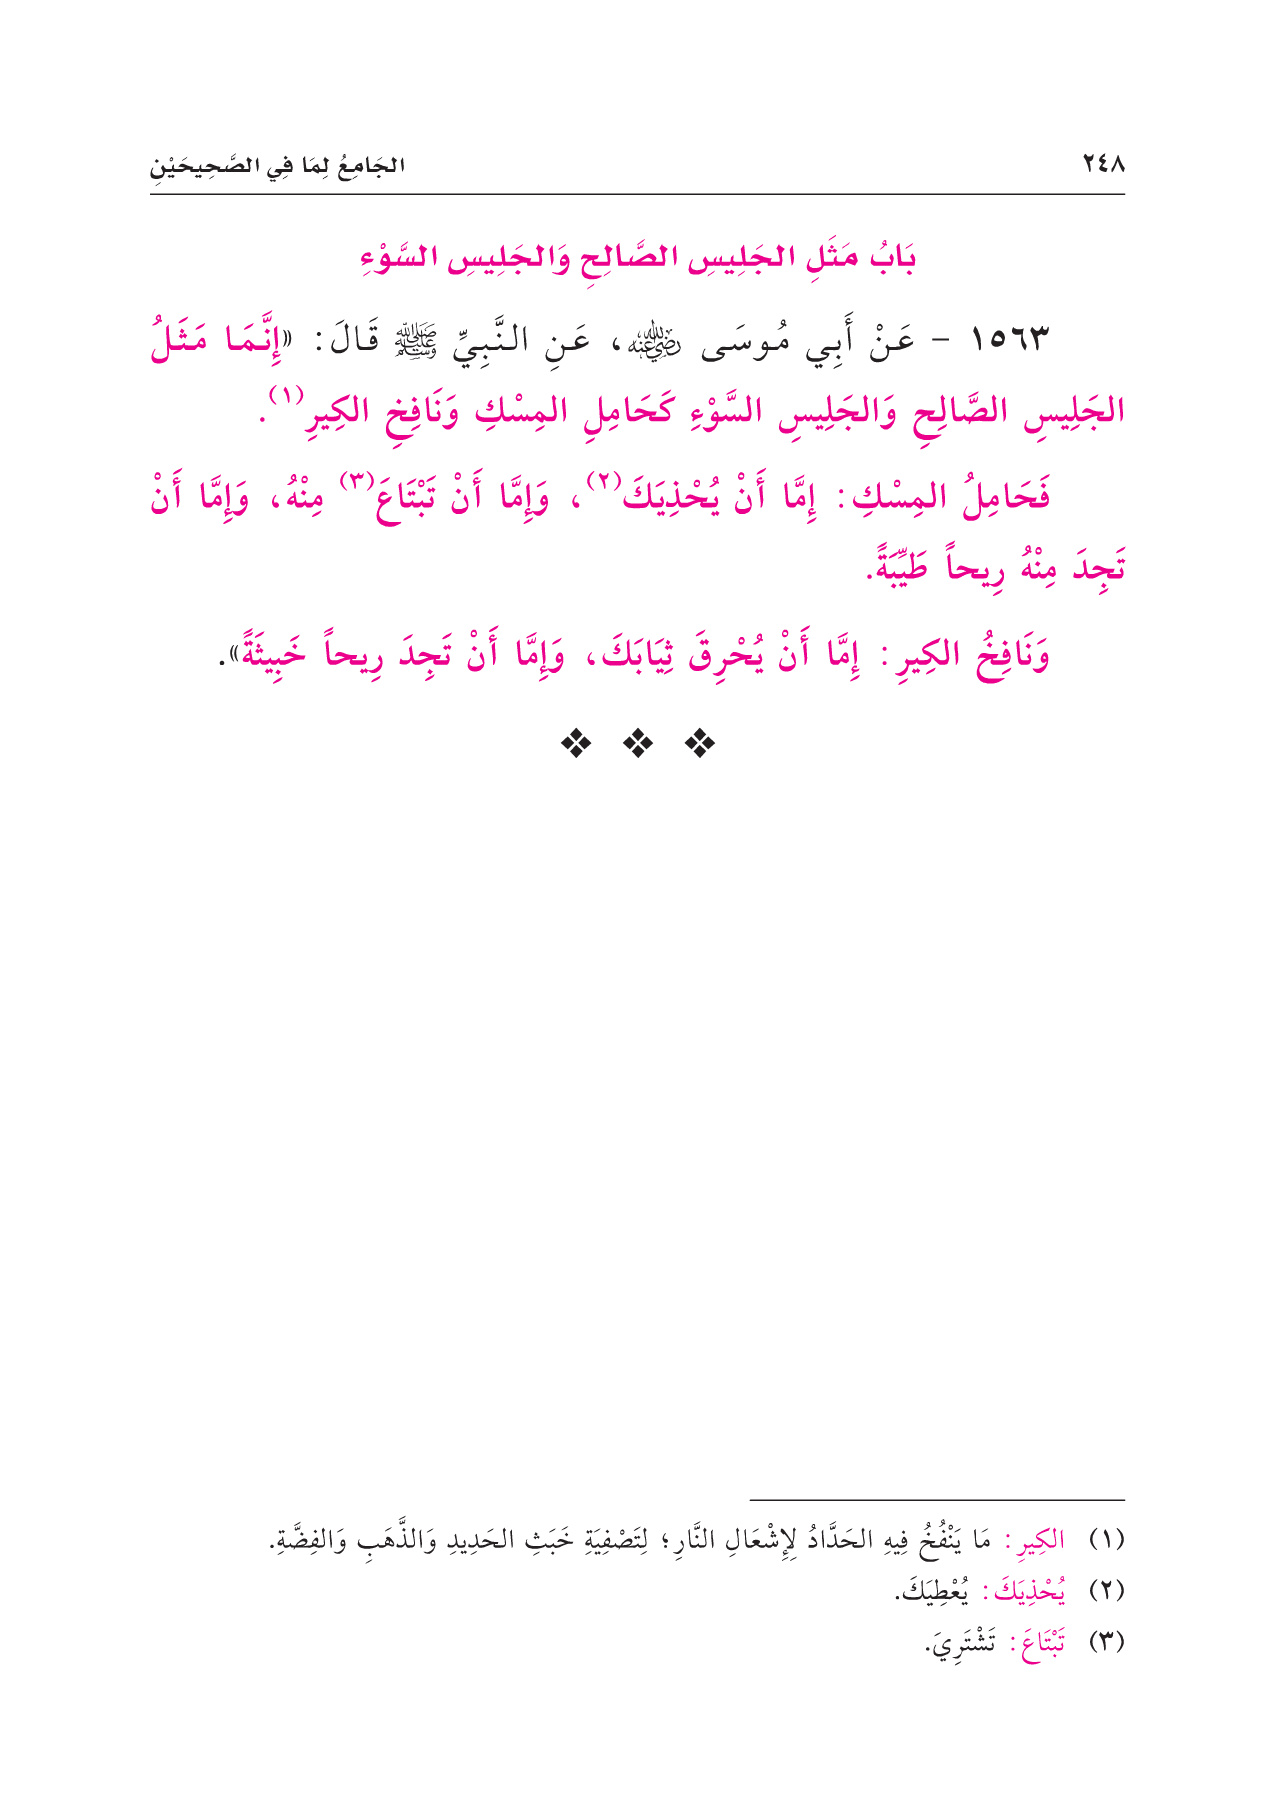 ٢٤٨
الجَامِعُ لِمَا فِي الصَّحِيحَيْنِ
بَابُ مَثَلِ الجَلِيسِ الصَّالِحِ وَالجَلِيسِ السَّوْءِ
١٥٦٣ - عَنْ أَبِي مُوسَى رضي الله عنه، عَنِ النَّبِيِّ ﷺ قَالَ: «إِنَّمَا مَثَلُ
الجَلِيسِ الصَّالِحِ وَالجَلِيسِ السَّوْءِ كَحَامِلِ المِسْكِ وَنَافِخِ الكِيرِ(١).
فَحَامِلُ المِسْكِ: إِمَّا أَنْ يُحْذِيَكَ(٢)، وَإِمَّا أَنْ تَبْتَاعَ(٣) مِنْهُ، وَإِمَّا أَنْ
تَجِدَ مِنْهُ رِيحاً طَيِّبَةً.
وَنَافِخُ الكِيرِ: إِمَّا أَنْ يُحْرِقَ ثِيَابَكَ، وَإِمَّا أَنْ تَجِدَ رِيحاً خَبِيثَةً».
(١) الكِيرِ: مَا يَنْفُخُ فِيهِ الحَدَّادُ لِإِشْعَالِ النَّارِ؛ لِتَصْفِيَةِ خَبَثِ الحَدِيدِ وَالذَّهَبِ وَالفِضَّةِ.
(٢) يُحْذِيَكَ: يُعْطِيَكَ.
(٣) تَبْتَاعَ: تَشْتَرِيَ.